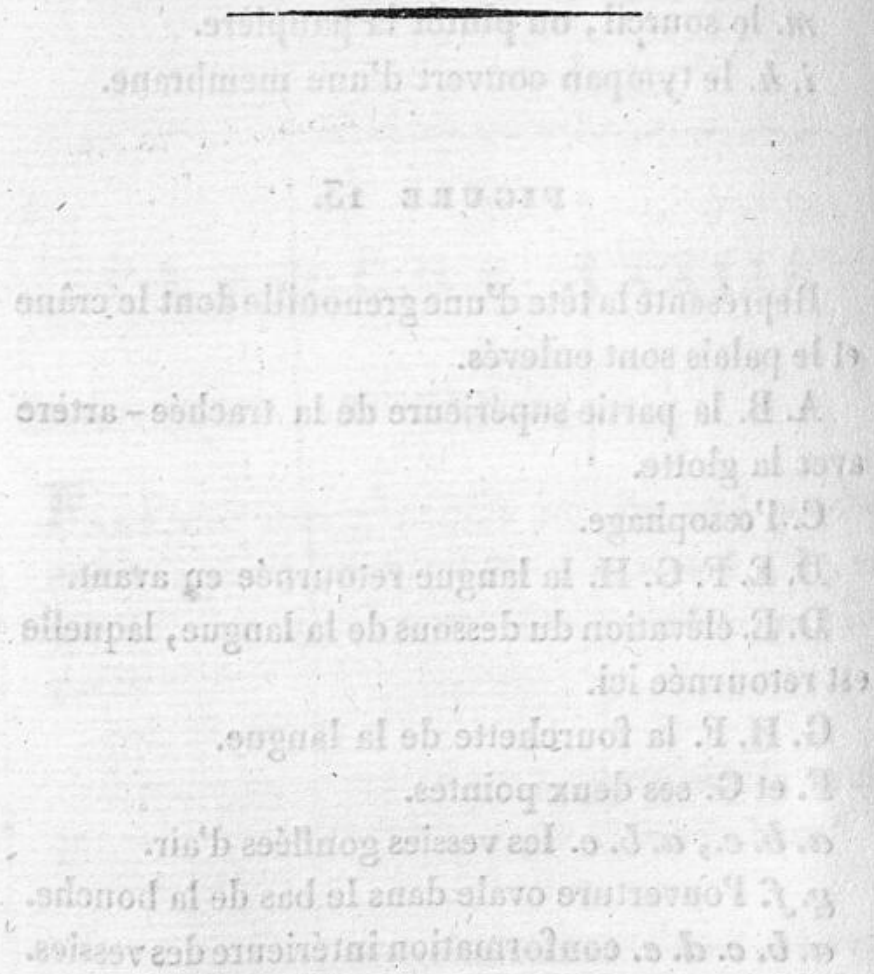 m. le sourcil, ou plutôt la paupière.
i. k. le tympan couvert d'une membrane.
FIGURE 13.
Représente la tête d'une grenouille dont le crâne
et le palais sont enlevés.
A. B. la partie supérieure de la trachée-artère
avec la glotte.
C. l'œsophage.
D. E. F. G. H. la langue retournée en avant.
D. E. élévation du dessous de la langue, laquelle
est retournée ici.
G. H. F. la fourchette de la langue.
F. et G. ses deux pointes.
a. b. c., a. b. c. les vessies gonflées d'air.
g. f. l'ouverture ovale dans le bas de la bouche.
a. b. c. d. e. conformation intérieure des vessies.